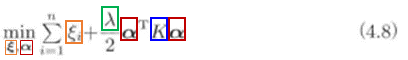 min_{ξ,α} ∑_{i=1}^{n} ξ_i + λ/2 α^T K α (4.8)